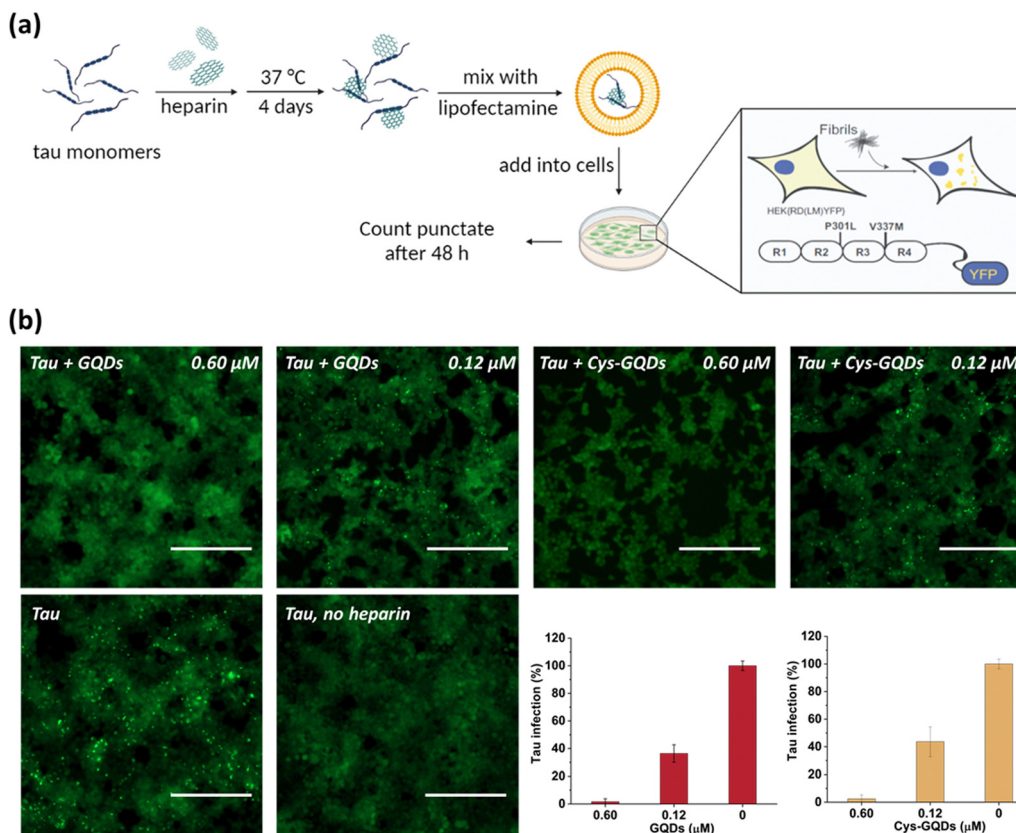 (a)
tau monomers
heparin
37 °C
4 days
mix with
lipofectamine
add into cells
Count punctate
after 48 h
Fibrils
HEK{RD(LM)YFP}
P301L V337M
R1 R2 R3 R4
YFP
(b)
Tau + GQDs 0.60 μM
Tau + GQDs 0.12 μM
Tau + Cys-GQDs 0.60 μM
Tau + Cys-GQDs 0.12 μM
Tau
Tau, no heparin
Tau infection (%)
120
100
80
60
40
20
0
0.60 0.12 0
GQDs (μM)
Tau infection (%)
120
100
80
60
40
20
0
0.60 0.12 0
Cys-GQDs (μM)